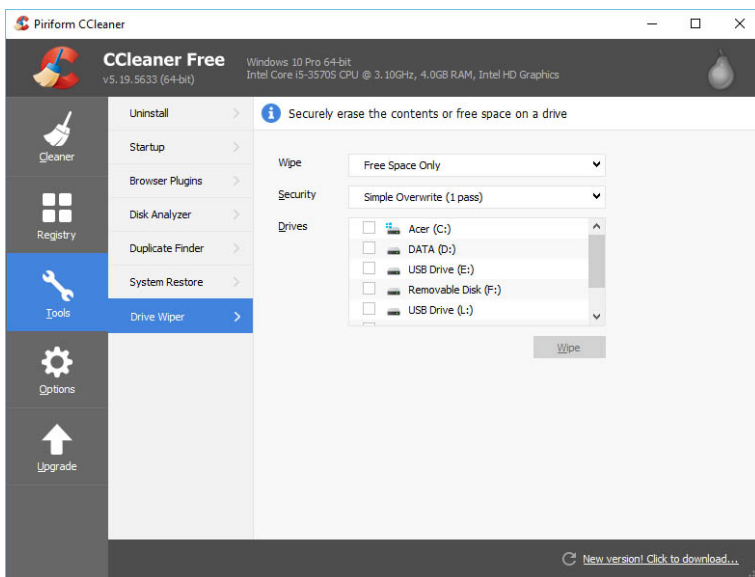 Piriform CCleaner
CCleaner Free
v5.19.5633 (64-bit)
Windows 10 Pro 64-bit
Intel Core i5-3570S CPU @ 3.10GHz, 4.0GB RAM, Intel HD Graphics
Cleaner
Registry
Tools
Options
Upgrade
Uninstall
Startup
Browser Plugins
Disk Analyzer
Duplicate Finder
System Restore
Drive Wiper
Securely erase the contents or free space on a drive
Wipe
Free Space Only
Security
Simple Overwrite (1 pass)
Drives
Acer (C:)
DATA (D:)
USB Drive (E:)
Removable Disk (F:)
USB Drive (L:)
Wipe
New version! Click to download...